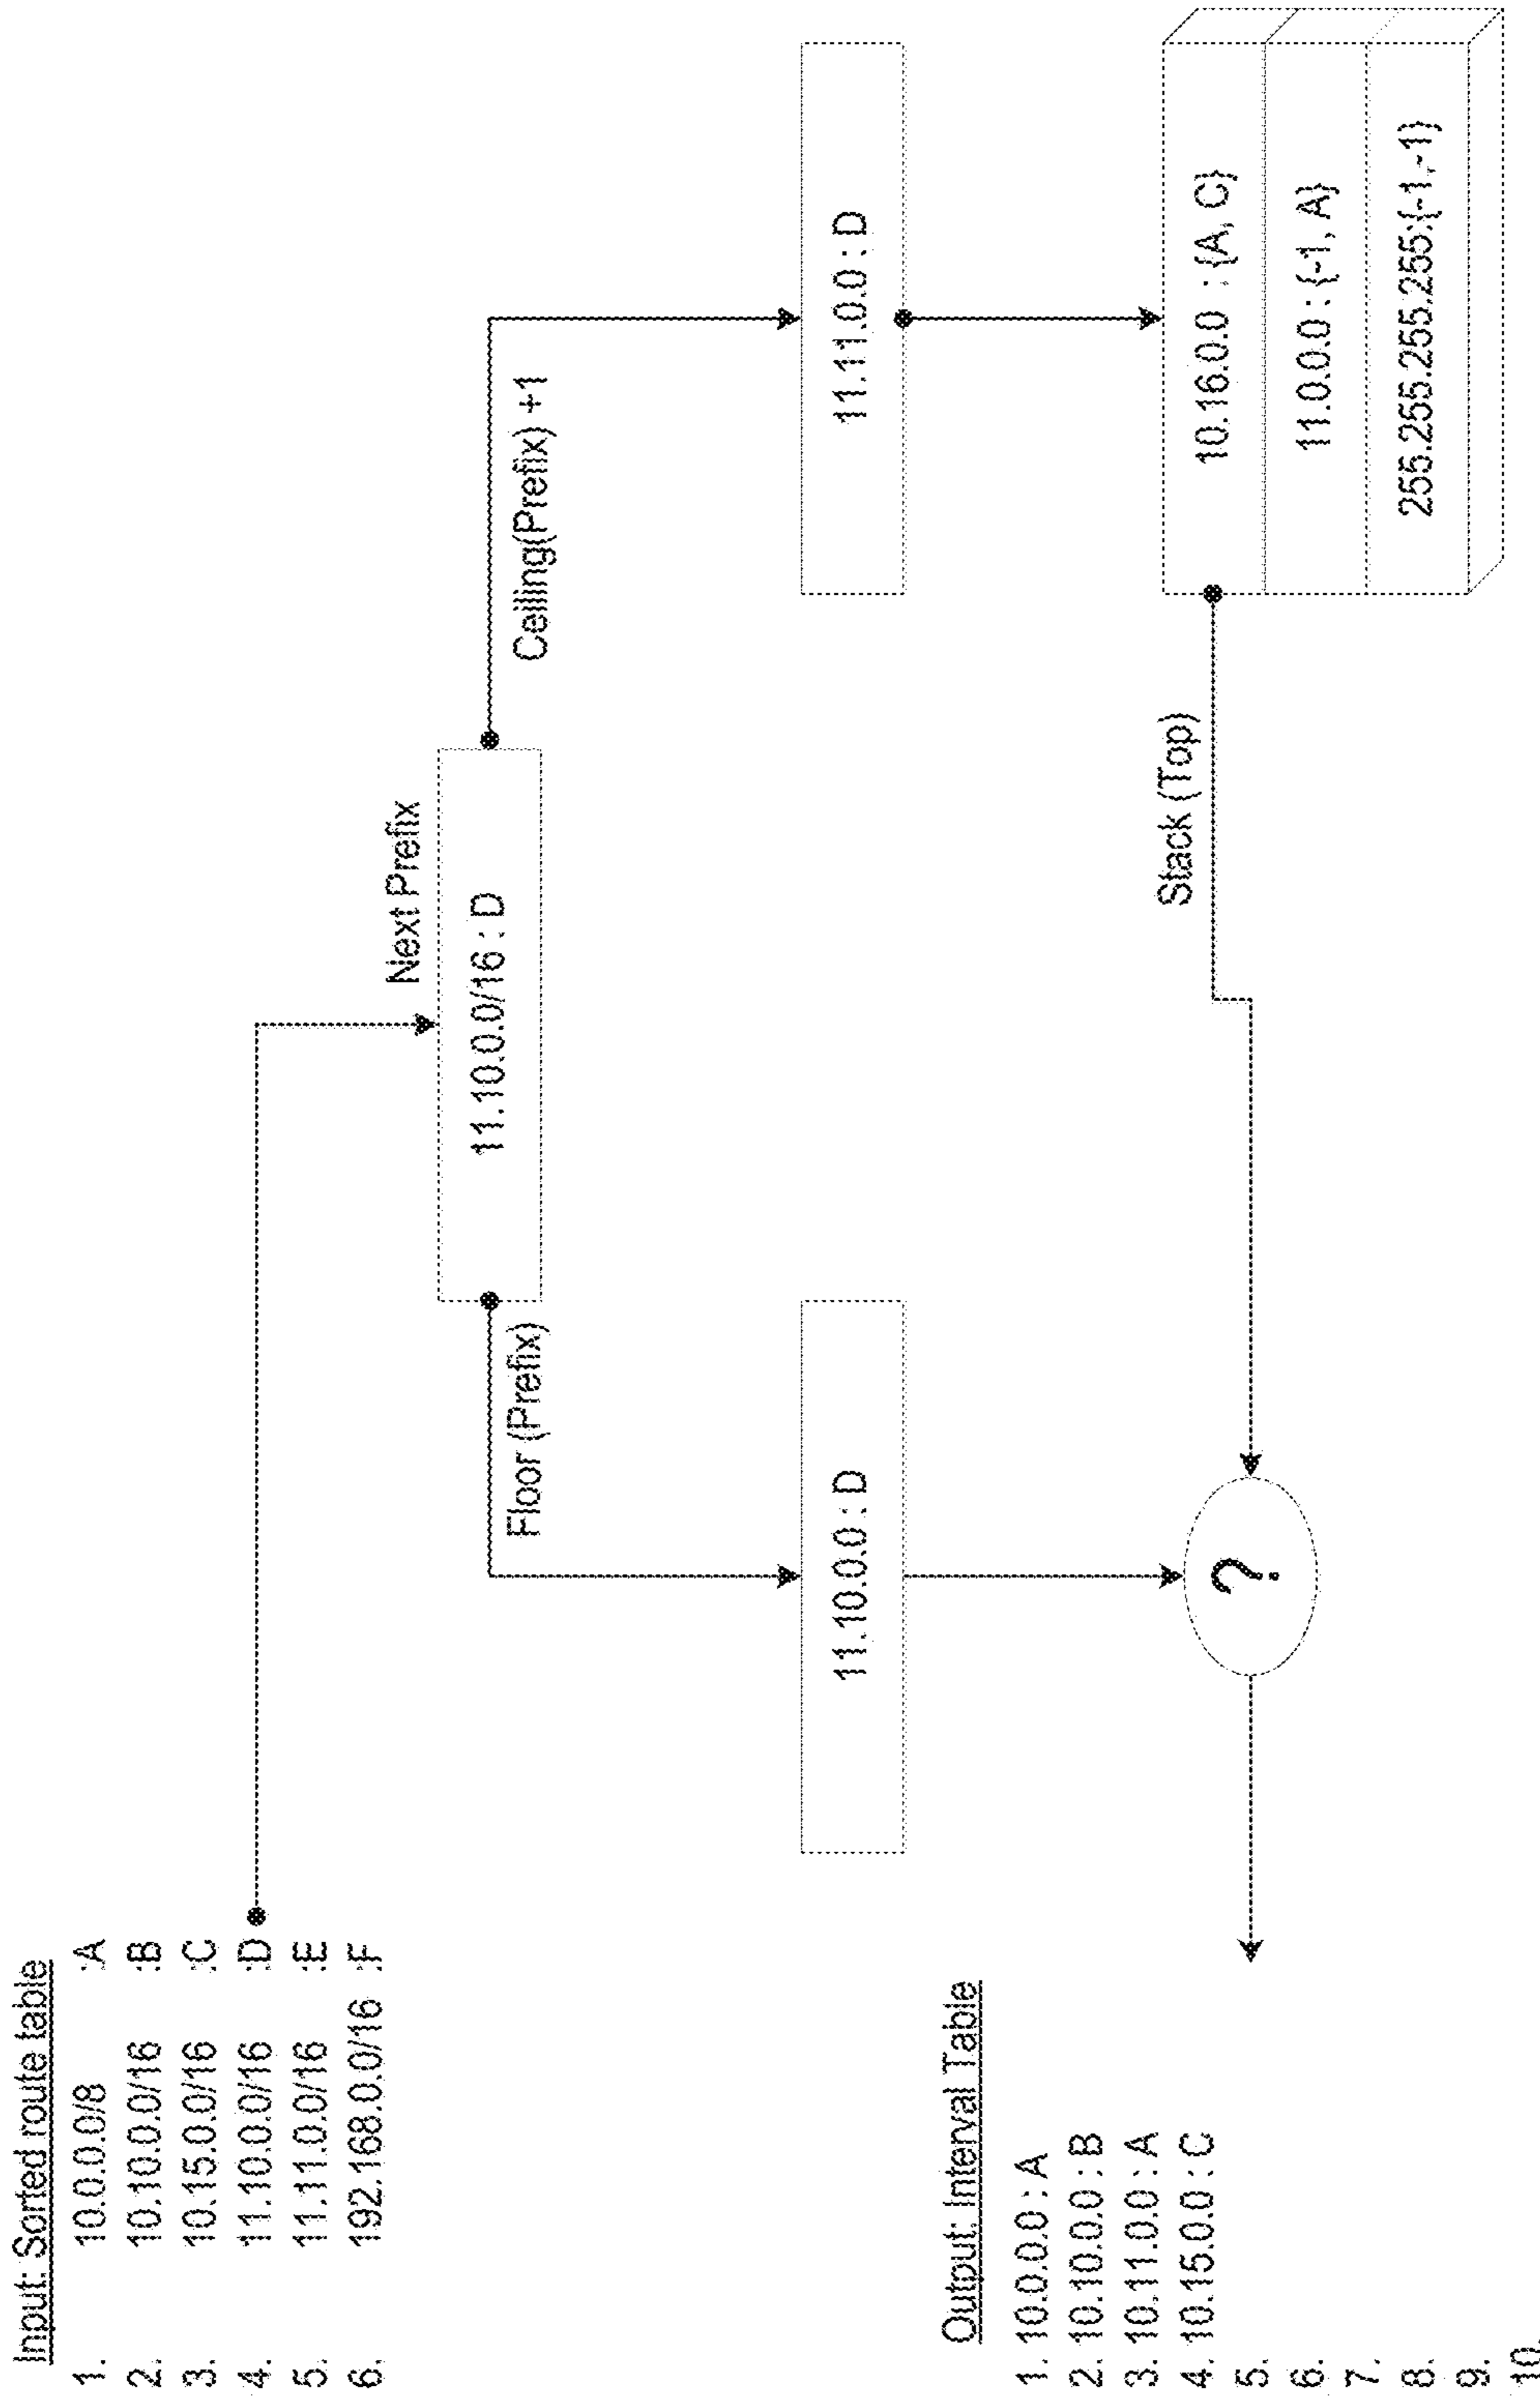 Input: Sorted route table
1. 10.0.0.0/8 :A
2. 10.10.0.0/16 :B
3. 10.15.0.0/16 :C
4. 11.10.0.0/16 :D
5. 11.11.0.0/16 :E
6. 192.168.0.0/16 :F
Next Prefix
11.10.0.0/16 : D
Floor (Prefix)
Ceiling(Prefix) +1
11.10.0.0 : D
11.11.0.0 : D
Output: Interval Table
1. 10.0.0.0 : A
2. 10.10.0.0 : B
3. 10.11.0.0 : A
4. 10.15.0.0 : C
5.
6.
7.
8.
9.
10.
?
Stack (Top)
10.16.0.0 : {A, C}
11.0.0.0 : {-1, A}
255.255.255.255:{-1,-1}